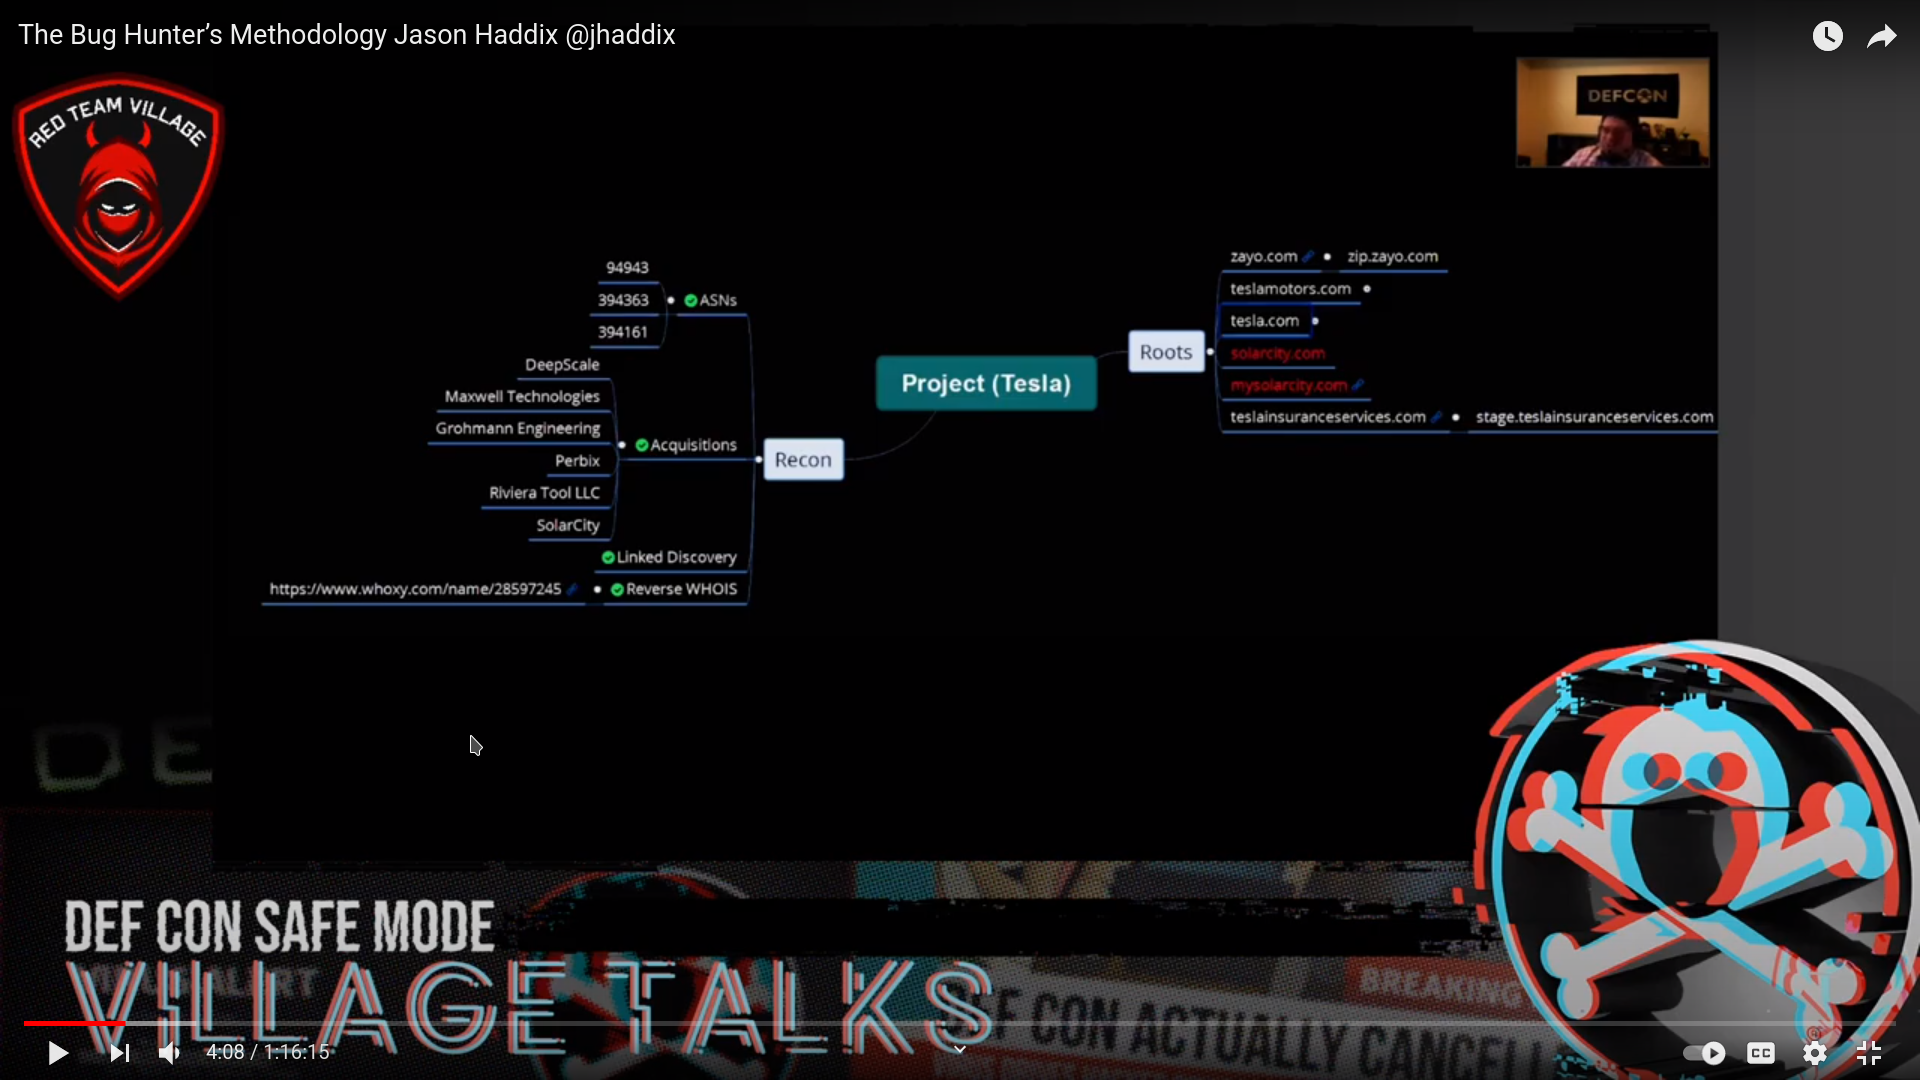 The Bug Hunter’s Methodology Jason Haddix @jhaddix
RED TEAM VILLAGE
DEFCON
94943
394363
394161
ASNs
DeepScale
Maxwell Technologies
Grohmann Engineering
Perbix
Riviera Tool LLC
SolarCity
Acquisitions
Linked Discovery
https://www.whoxy.com/name/28597245
Reverse WHOIS
Recon
Project (Tesla)
Roots
zayo.com
zip.zayo.com
teslamotors.com
tesla.com
solarcity.com
mysolarcity.com
teslainsuranceservices.com
stage.teslainsuranceservices.com
DE
DEF CON SAFE MODE
VILLAGE TALKS
BREAKING
DEF CON ACTUALLY CANCEL
4:08 / 1:16:15
CC